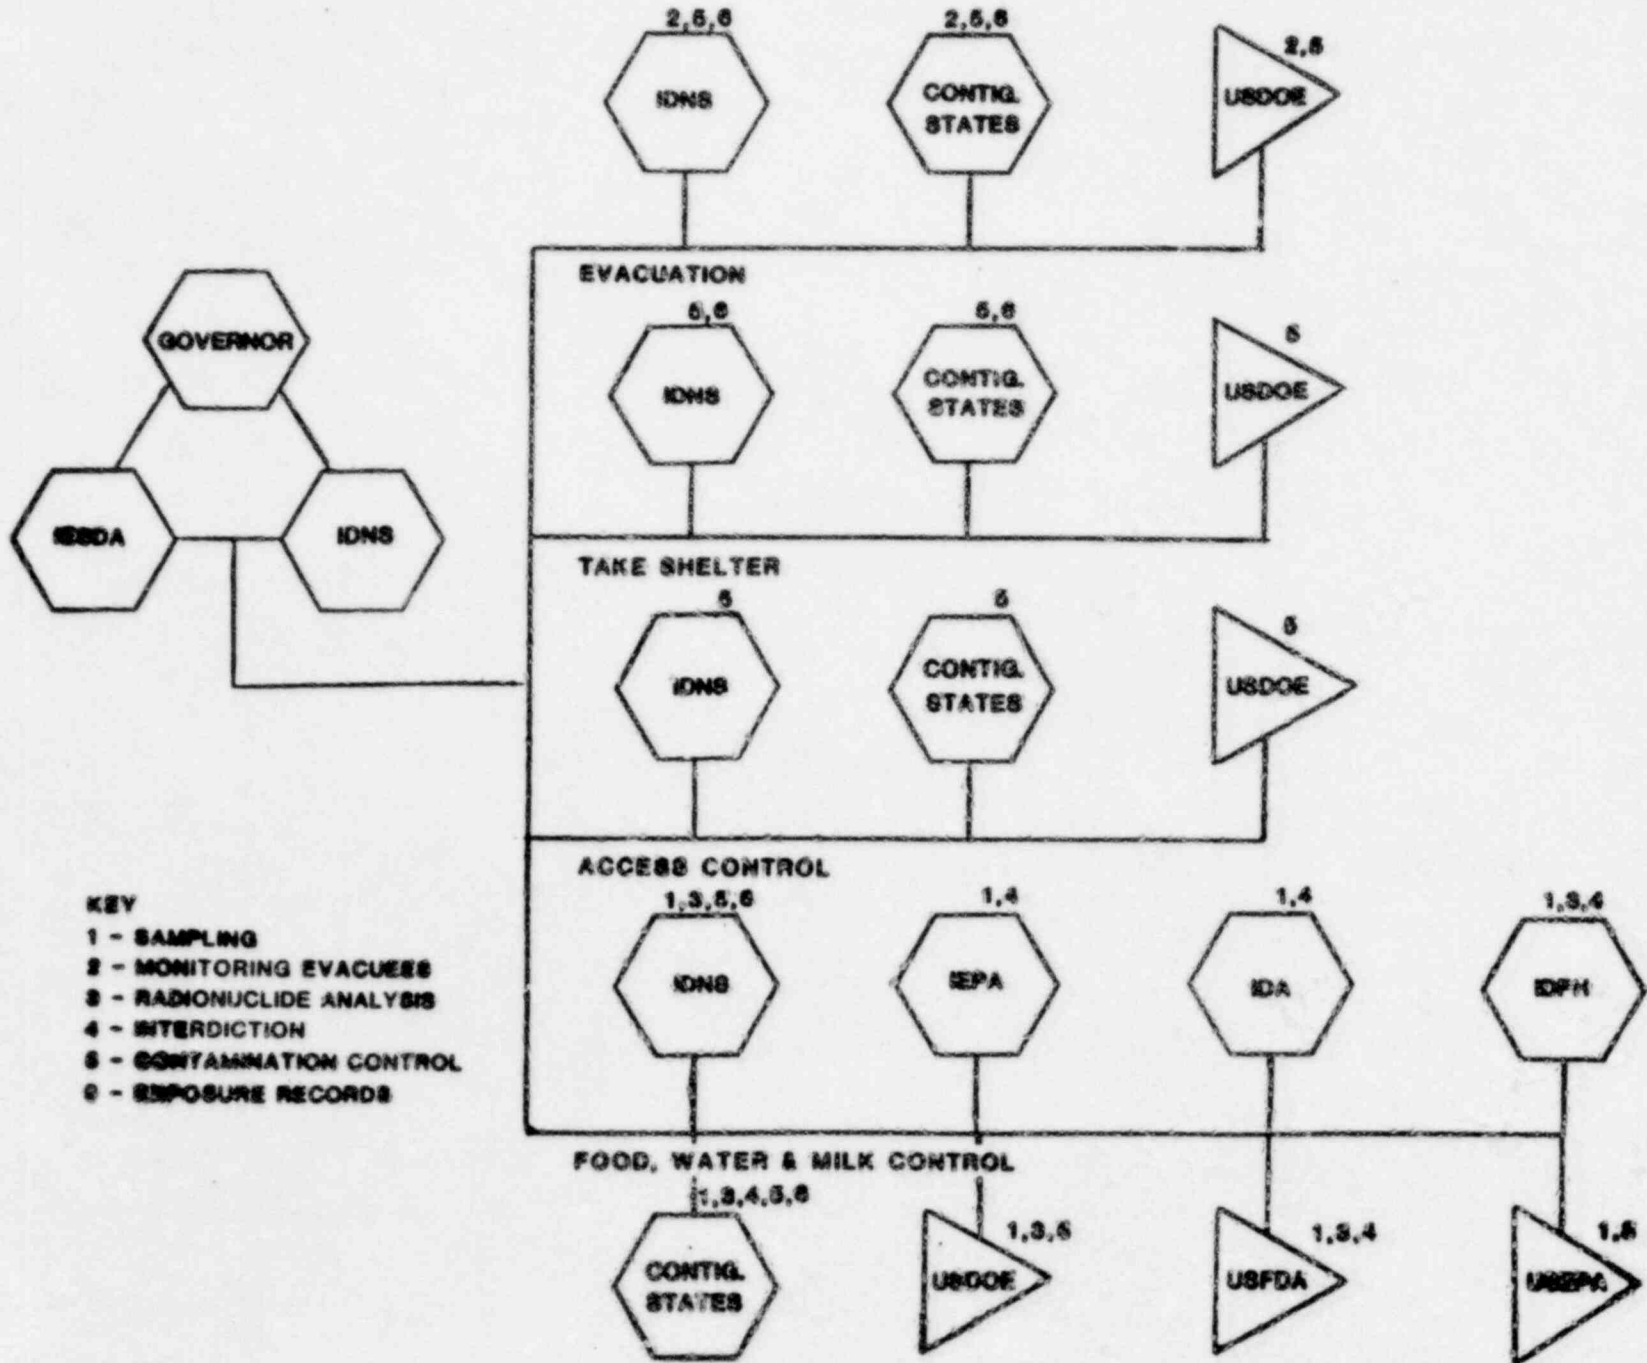 2,5,6
2,5,6
2,5
IDNS
CONTIG.
STATES
USDOE
EVACUATION
5,6
5,6
5
GOVERNOR
IDNS
CONTIG.
STATES
USDOE
IESDA
IDNS
TAKE SHELTER
5
5
5
IDNS
CONTIG.
STATES
USDOE
ACCESS CONTROL
KEY
1 - SAMPLING
2 - MONITORING EVACUEES
3 - RADIONUCLIDE ANALYSIS
4 - INTERDICTION
5 - CONTAMINATION CONTROL
6 - EXPOSURE RECORDS
1,3,5,6
1,4
1,4
1,3,4
IDNS
IEPA
IDA
IDPH
FOOD, WATER & MILK CONTROL
1,3,4,5,6
1,3,5
1,3,4
1,5
CONTIG.
STATES
USDOE
USFDA
USEPA